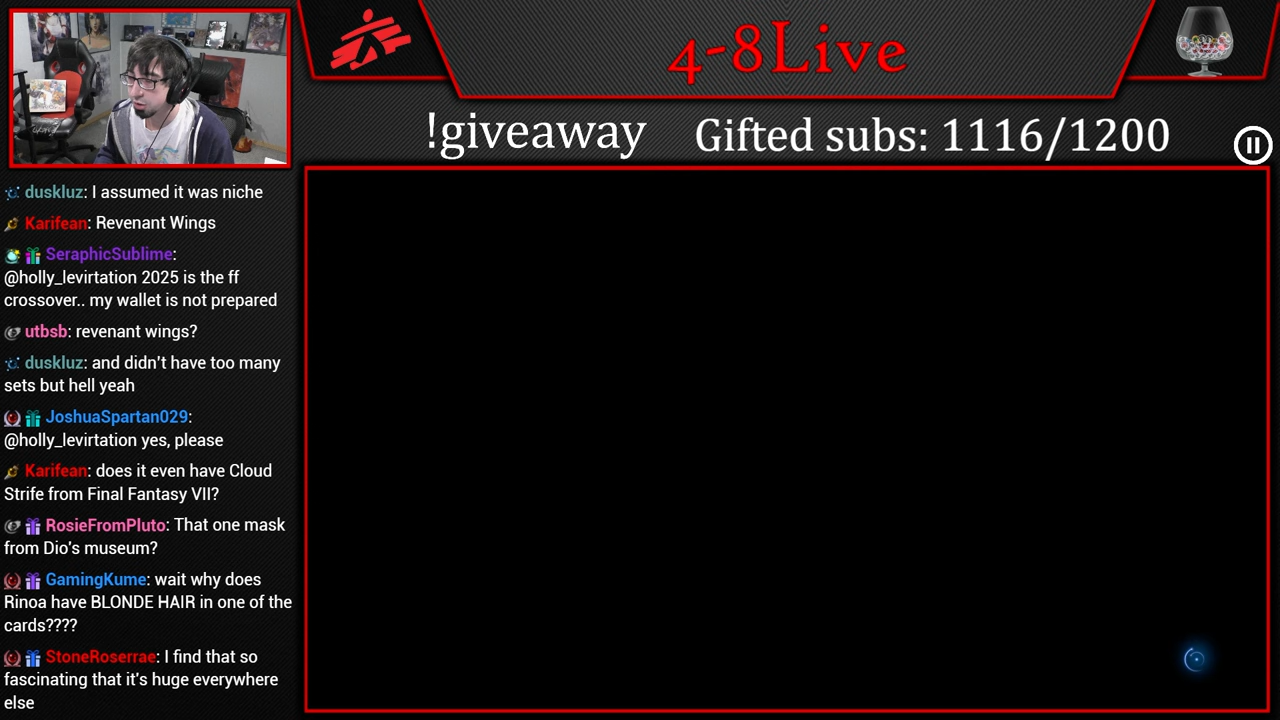 4-8Live
!giveaway
Gifted subs: 1116/1200
duskluz: I assumed it was niche
Karifean: Revenant Wings
SeraphicSublime:
@holly_levirtation 2025 is the ff
crossover.. my wallet is not prepared
utbsb: revenant wings?
duskluz: and didn't have too many
sets but hell yeah
JoshuaSpartan029:
@holly_levirtation yes, please
Karifean: does it even have Cloud
Strife from Final Fantasy VII?
RosieFromPluto: That one mask
from Dio's museum?
GamingKume: wait why does
Rinoa have BLONDE HAIR in one of the
cards????
StoneRoserrae: I find that so
fascinating that it's huge everywhere
else